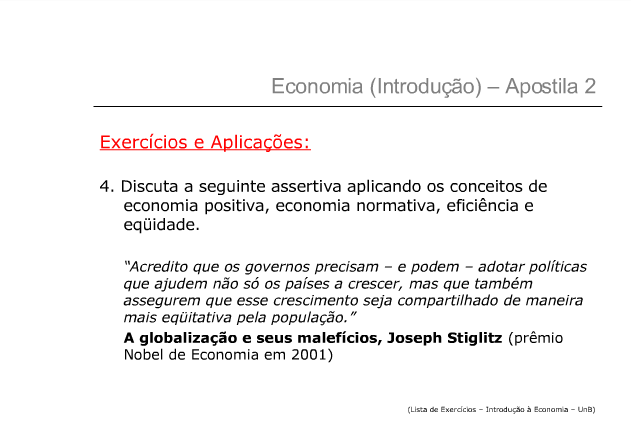 Economia (Introdução) – Apostila 2
Exercícios e Aplicações:
4. Discuta a seguinte assertiva aplicando os conceitos de
economia positiva, economia normativa, eficiência e
eqüidade.
“Acredito que os governos precisam – e podem – adotar políticas
que ajudem não só os países a crescer, mas que também
assegurem que esse crescimento seja compartilhado de maneira
mais eqüitativa pela população.”
A globalização e seus malefícios, Joseph Stiglitz (prêmio
Nobel de Economia em 2001)
(Lista de Exercícios – Introdução à Economia – UnB)